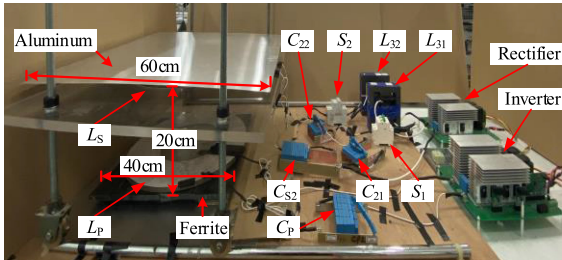 Aluminum
C22
S2
L32
L31
Rectifier
60cm
Inverter
LS
20cm
40cm
CS2
C21
S1
LP
Ferrite
CP